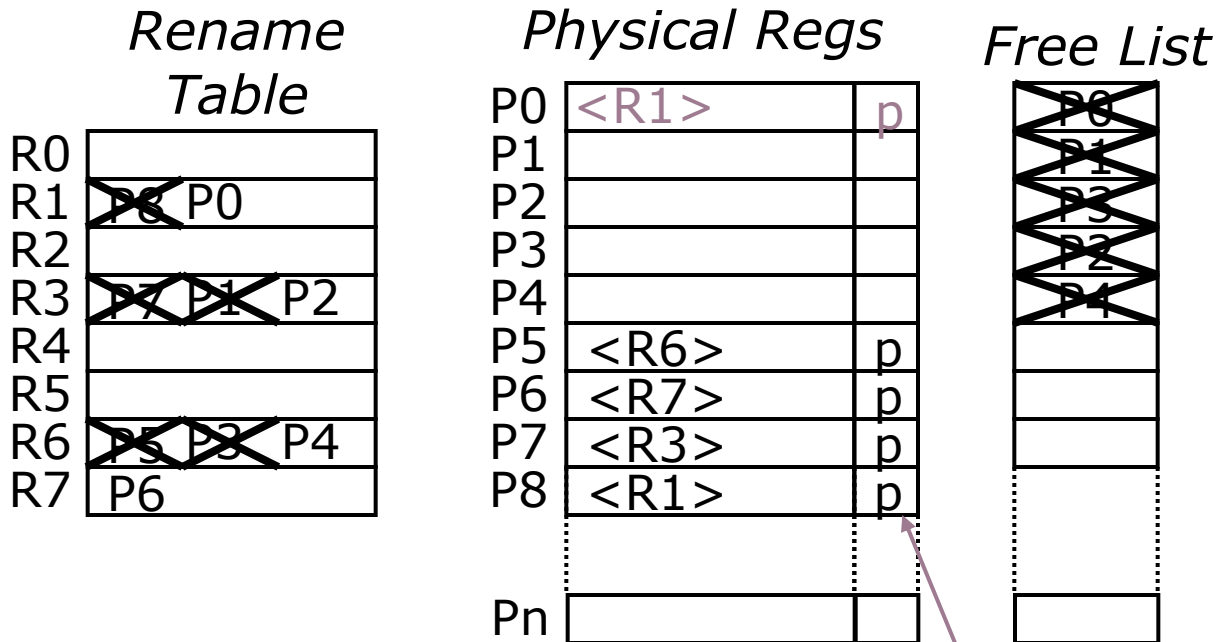 Rename
Table
R0
R1 P8 P0
R2
R3 P7 P1 P2
R4
R5
R6 P5 P3 P4
R7 P6
Physical Regs
P0 <R1> p
P1
P2
P3
P4
P5 <R6> p
P6 <R7> p
P7 <R3> p
P8 <R1> p
Pn
Free List
P0
P1
P3
P2
P4